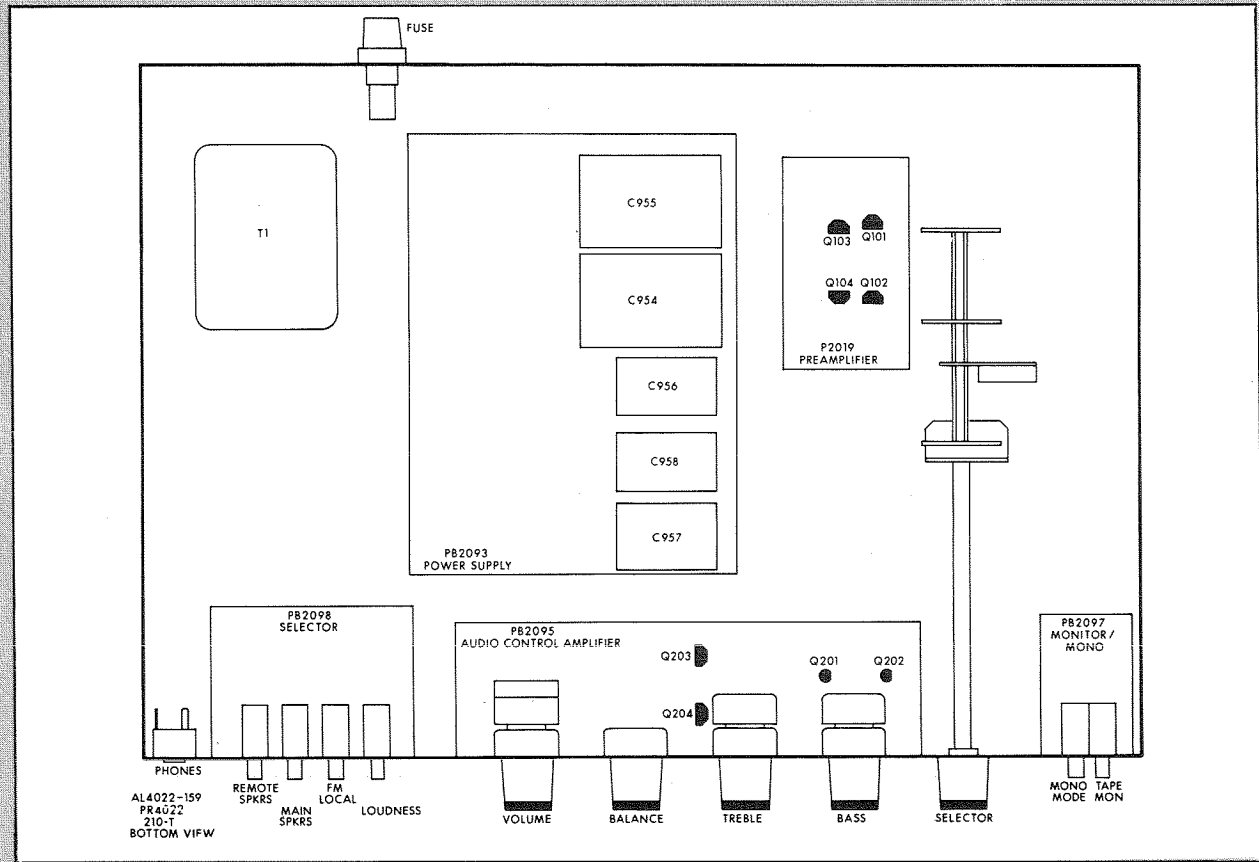 FUSE
T1
C955
C954
C956
C958
C957
PB2093
POWER SUPPLY
Q103
Q101
Q104
Q102
P2019
PREAMPLIFIER
PB2098
SELECTOR
PB2095
AUDIO CONTROL AMPLIFIER
Q203
Q204
Q201
Q202
PB2097
MONITOR/
MONO
PHONES
REMOTE
SPKRS
MAIN
SPKRS
FM
LOCAL
LOUDNESS
VOLUME
BALANCE
TREBLE
BASS
SELECTOR
MONO
MODE
TAPE
MON
AL4022-159
PR4022
210-T
BOTTOM VIEW